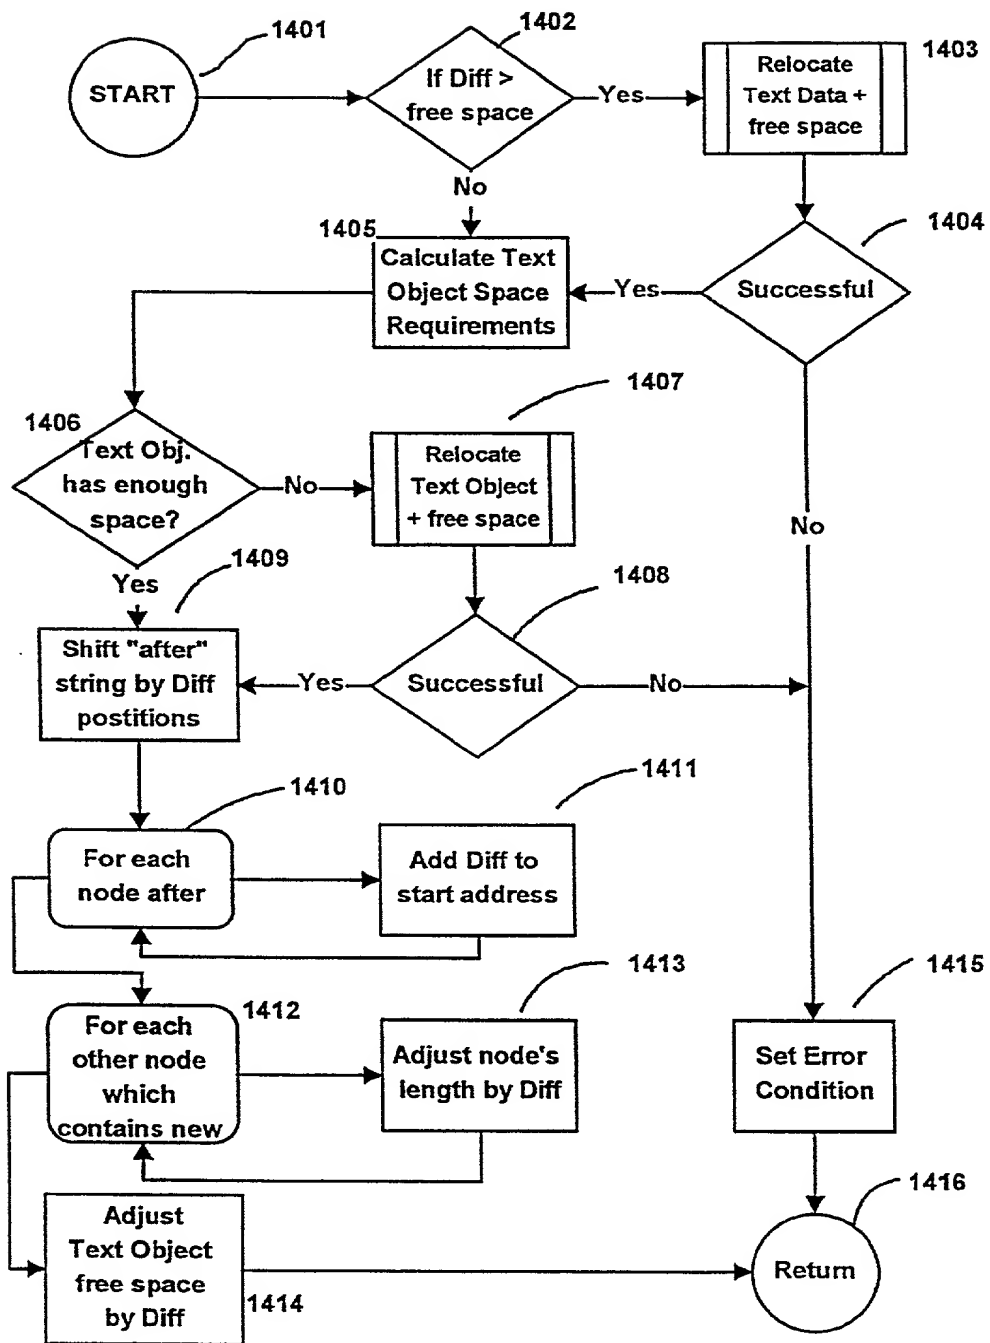 1401
START
1402
If Diff >
free space
Yes
1403
Relocate
Text Data +
free space
No
1404
Successful
Yes
1405
Calculate Text
Object Space
Requirements
1406
Text Obj.
has enough
space?
No
1407
Relocate
Text Object
+ free space
No
Yes
1409
1408
Successful
Yes
No
Shift "after"
string by Diff
postitions
1410
For each
node after
1411
Add Diff to
start address
1412
For each
other node
which
contains new
1413
Adjust node's
length by Diff
1415
Set Error
Condition
Adjust
Text Object
free space
by Diff
1414
1416
Return